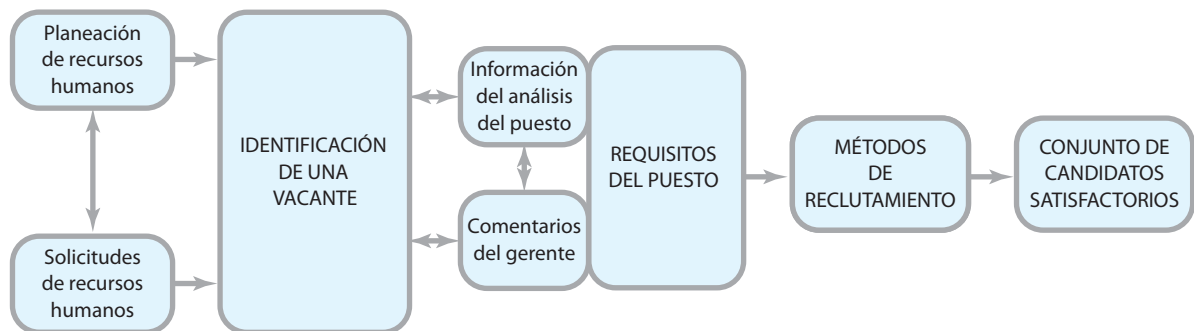 Planeación
de recursos
humanos
Solicitudes
de recursos
humanos
IDENTIFICACIÓN
DE UNA
VACANTE
Información
del análisis
del puesto
Comentarios
del gerente
REQUISITOS
DEL PUESTO
MÉTODOS
DE
RECLUTAMIENTO
CONJUNTO DE
CANDIDATOS
SATISFACTORIOS